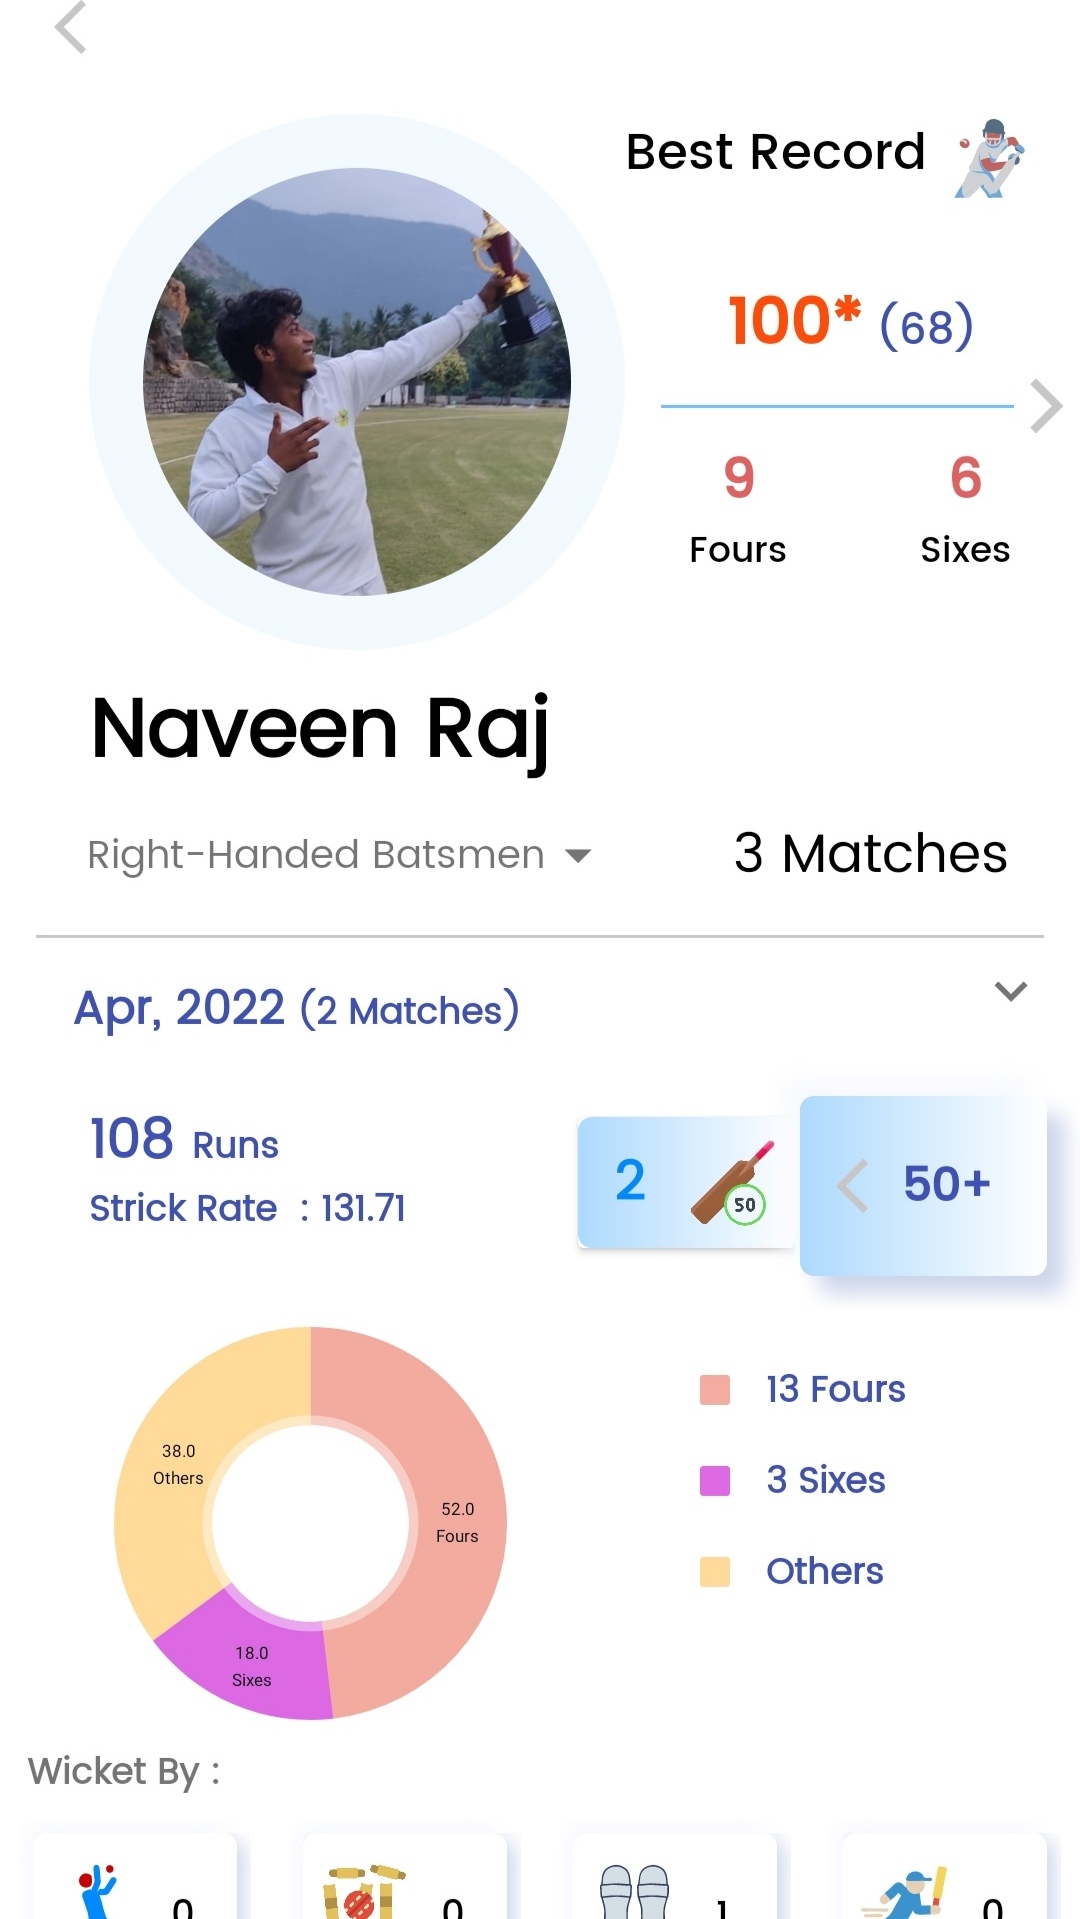 Best Record
100* (68)
9 6
Fours Sixes
Naveen Raj
Right-Handed Batsmen
3 Matches
Apr, 2022 (2 Matches)
108 Runs
Strick Rate : 131.71
2
50
50+
38.0
Others
52.0
Fours
18.0
Sixes
13 Fours
3 Sixes
Others
Wicket By :
0 0 1 0